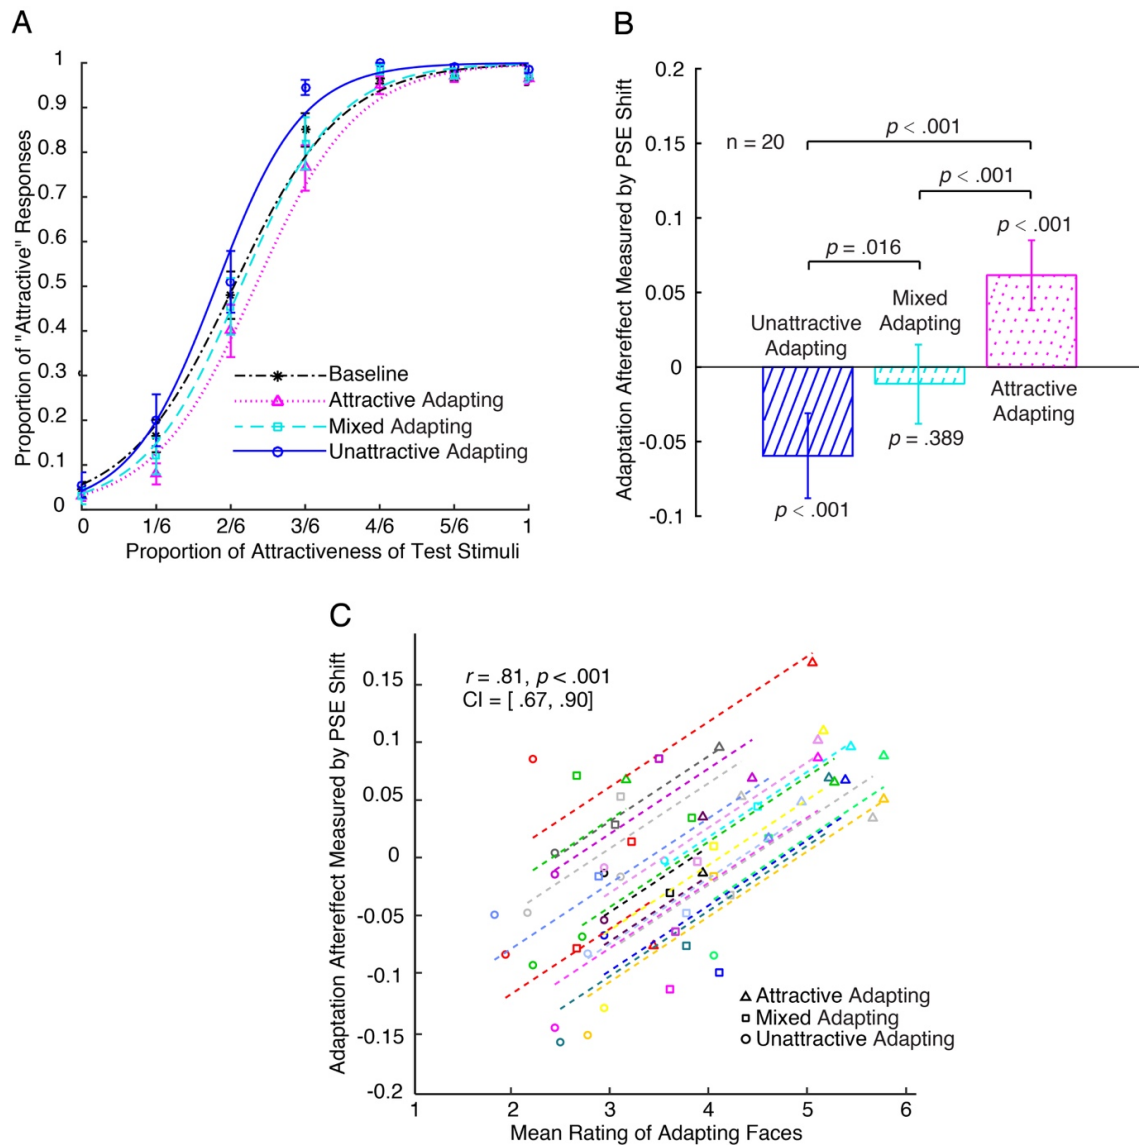 A
Proportion of "Attractive" Responses
1
0.9
0.8
0.7
0.6
0.5
0.4
0.3
0.2
0.1
0
Baseline
Attractive Adapting
Mixed Adapting
Unattractive Adapting
0 1/6 2/6 3/6 4/6 5/6 1
Proportion of Attractiveness of Test Stimuli
B
Adaptation Aftereffect Measured by PSE Shift
0.2
0.15
0.1
0.05
0
-0.05
-0.1
n = 20
p < .001
p < .001
p < .001
p = .016
Mixed
Adapting
Unattractive
Adapting
Attractive
Adapting
p = .389
p < .001
C
Adaptation Aftereffect Measured by PSE Shift
0.15
0.1
0.05
0
-0.05
-0.1
-0.15
-0.2
r = .81, p < .001
CI = [ .67, .90]
Attractive Adapting
Mixed Adapting
Unattractive Adapting
1 2 3 4 5 6
Mean Rating of Adapting Faces